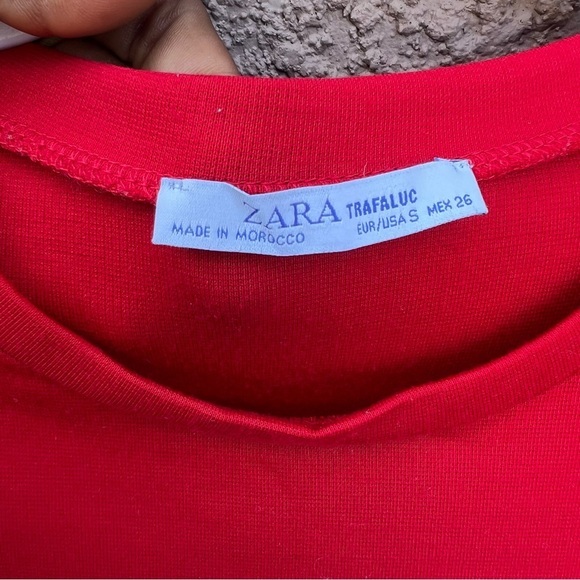 ZARA TRAFALUC
MADE IN MOROCCO EUR/USA S MEX 26